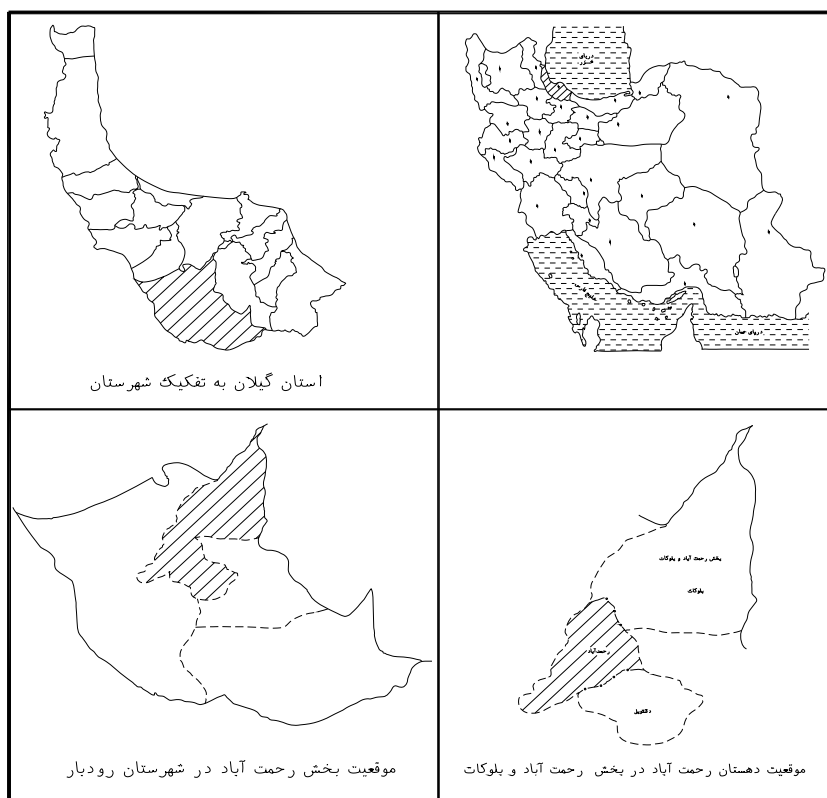 دریای
خزر
دریای عمان
استان گیلان به تفکیک شهرستان
بخش رحمت آباد و بلوکات
بلوکات
رحمت‌آباد
دلفک
موقعیت بخش رحمت آباد در شهرستان رودبار
موقعیت دهستان رحمت آباد در بخش رحمت آباد و بلوکات